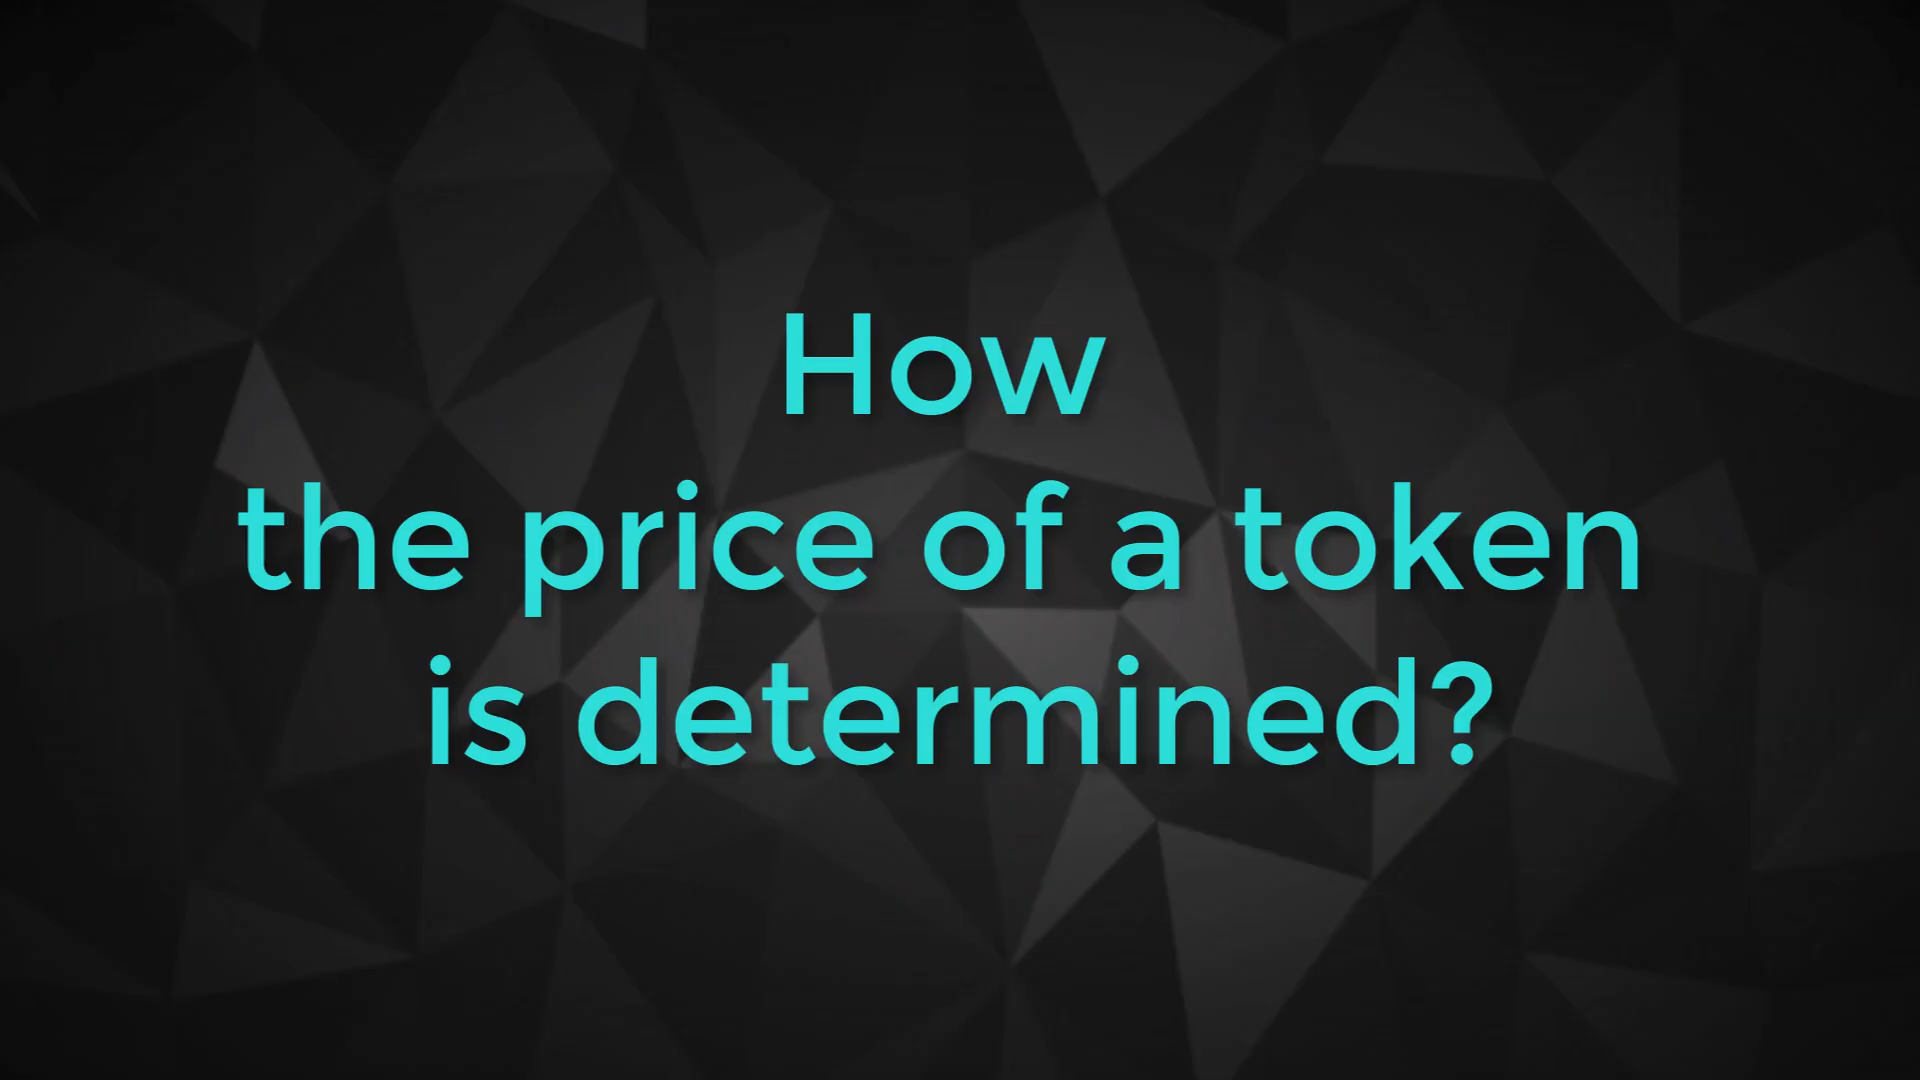 How
the price of a token
is determined?